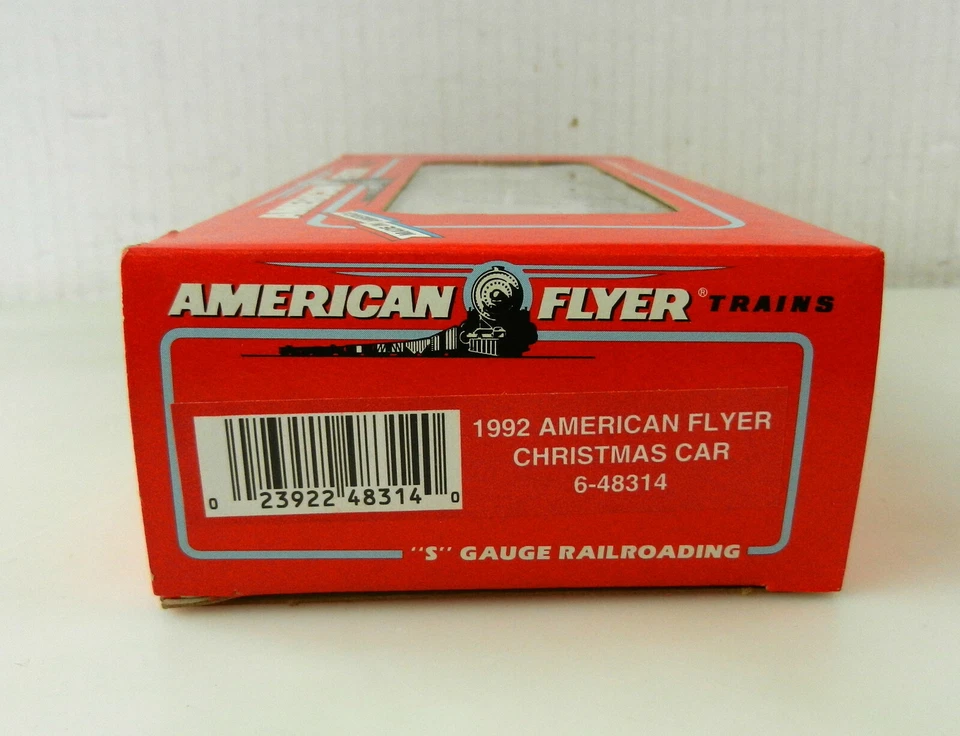 AMERICAN FLYER® TRAINS
1992 AMERICAN FLYER
CHRISTMAS CAR
6-48314
0 23922 48314 0
"S" GAUGE RAILROADING